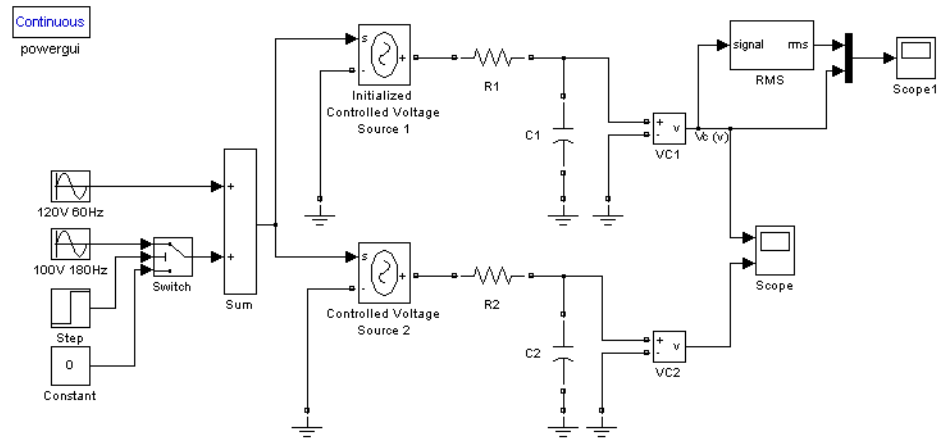 Continuous
powergui
s
+
-
Initialized
Controlled Voltage
Source 1
R1
C1
+
-
v
VC1
Vc (v)
signal rms
RMS
Scope1
120V 60Hz
100V 180Hz
Switch
Step
0
Constant
+
+
Sum
s
+
-
Controlled Voltage
Source 2
R2
C2
+
-
v
VC2
Scope